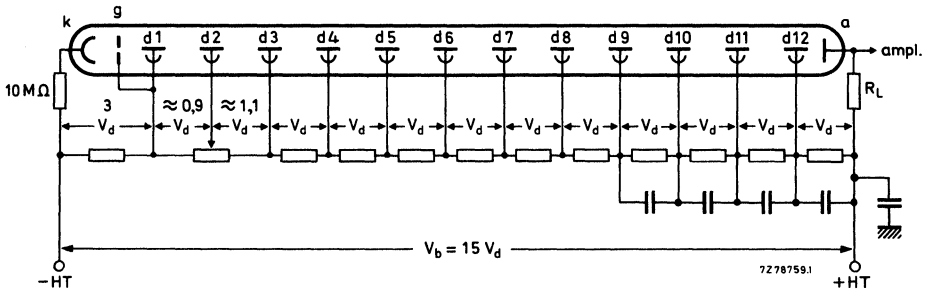 k g a
d1 d2 d3 d4 d5 d6 d7 d8 d9 d10 d11 d12
ampl.
10 MΩ
R_L
3 V_d ≈0,9 V_d ≈1,1 V_d V_d V_d V_d V_d V_d V_d V_d V_d V_d V_d
V_b = 15 V_d
7Z78759.1
−HT
+HT